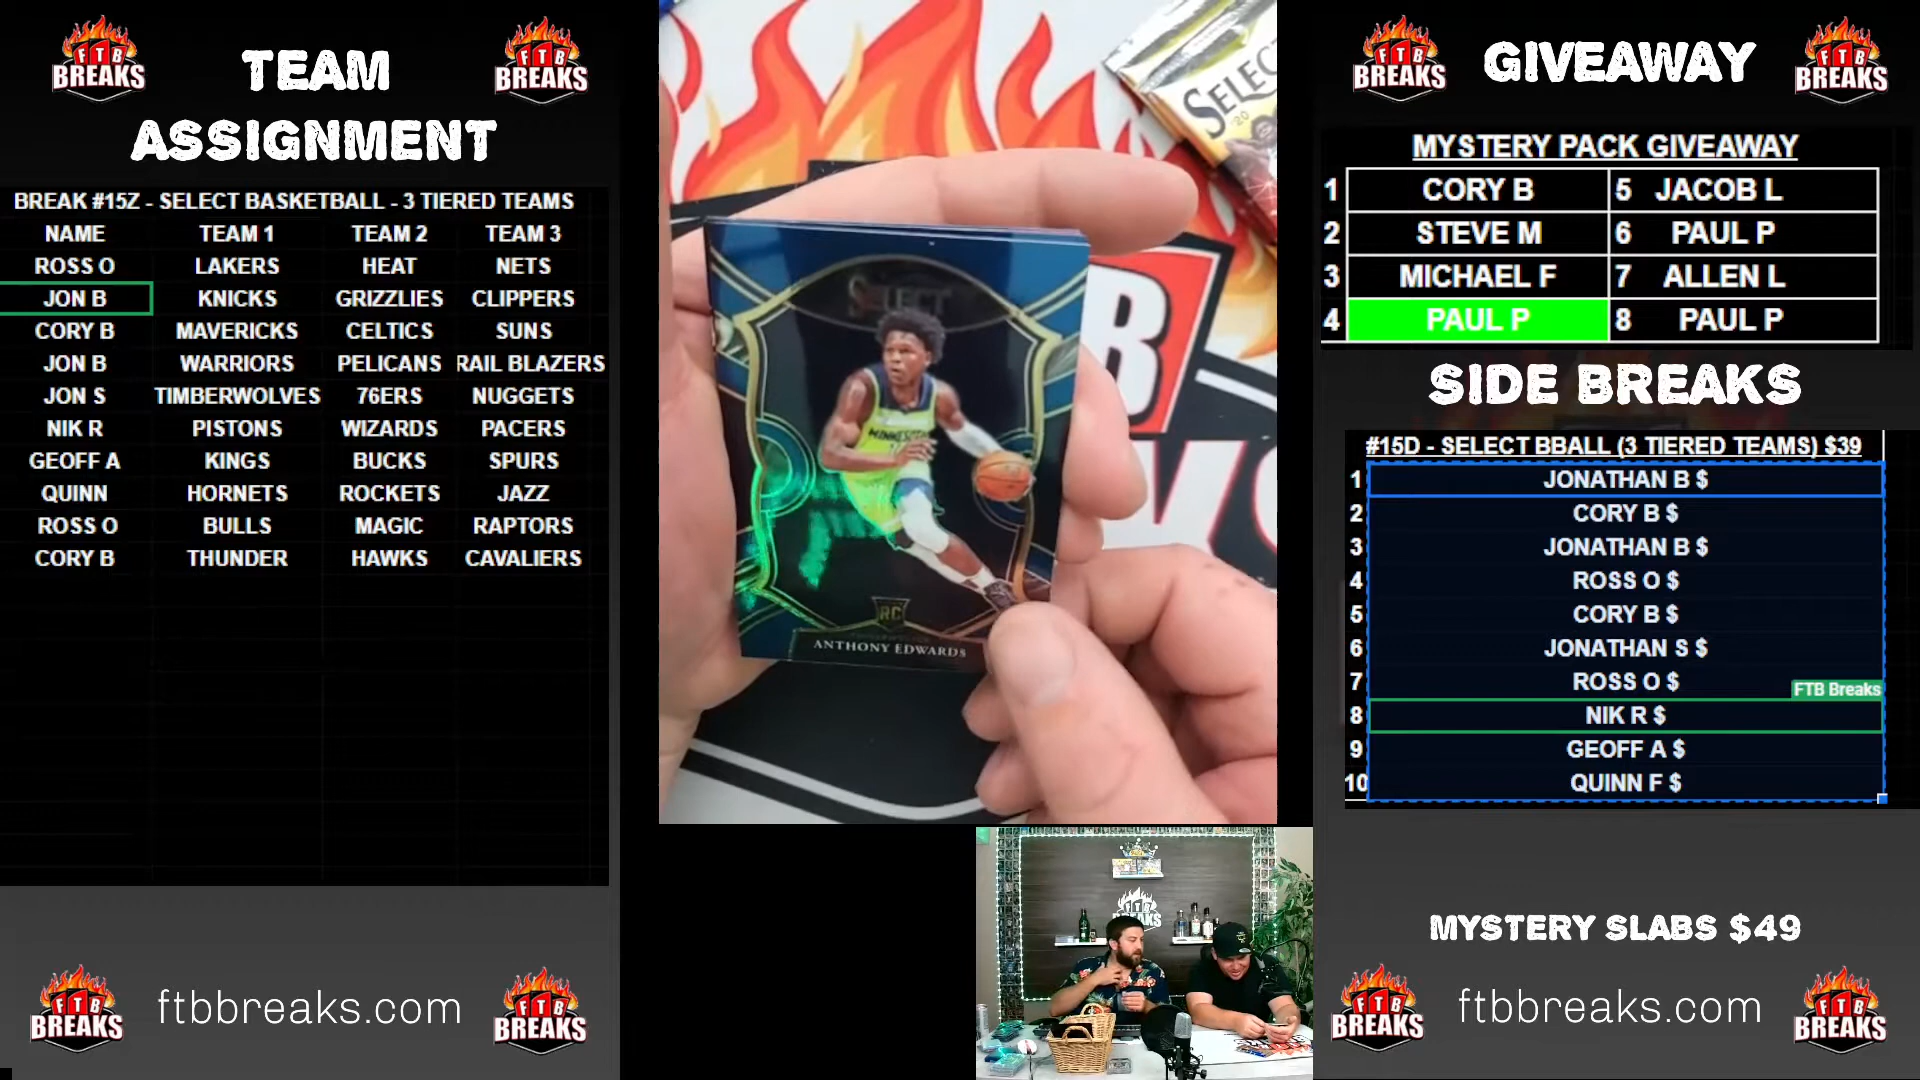 FTB BREAKS
TEAM
ASSIGNMENT
FTB BREAKS
BREAK #15Z - SELECT BASKETBALL - 3 TIERED TEAMS
NAME TEAM 1 TEAM 2 TEAM 3
ROSS O LAKERS HEAT NETS
JON B KNICKS GRIZZLIES CLIPPERS
CORY B MAVERICKS CELTICS SUNS
JON B WARRIORS PELICANS RAIL BLAZERS
JON S TIMBERWOLVES 76ERS NUGGETS
NIK R PISTONS WIZARDS PACERS
GEOFF A KINGS BUCKS SPURS
QUINN HORNETS ROCKETS JAZZ
ROSS O BULLS MAGIC RAPTORS
CORY B THUNDER HAWKS CAVALIERS
FTB BREAKS
ftbbreaks.com
FTB BREAKS
SELECT
20
SELECT
MINNESOTA
RC
ANTHONY EDWARDS
FTB
BREAKS
FTB BREAKS
GIVEAWAY
FTB BREAKS
MYSTERY PACK GIVEAWAY
1 CORY B 5 JACOB L
2 STEVE M 6 PAUL P
3 MICHAEL F 7 ALLEN L
4 PAUL P 8 PAUL P
SIDE BREAKS
#15D - SELECT BBALL (3 TIERED TEAMS) $39
1 JONATHAN B $
2 CORY B $
3 JONATHAN B $
4 ROSS O $
5 CORY B $
6 JONATHAN S $
7 ROSS O $
FTB Breaks
8 NIK R $
9 GEOFF A $
10 QUINN F $
MYSTERY SLABS $49
FTB BREAKS
ftbbreaks.com
FTB BREAKS